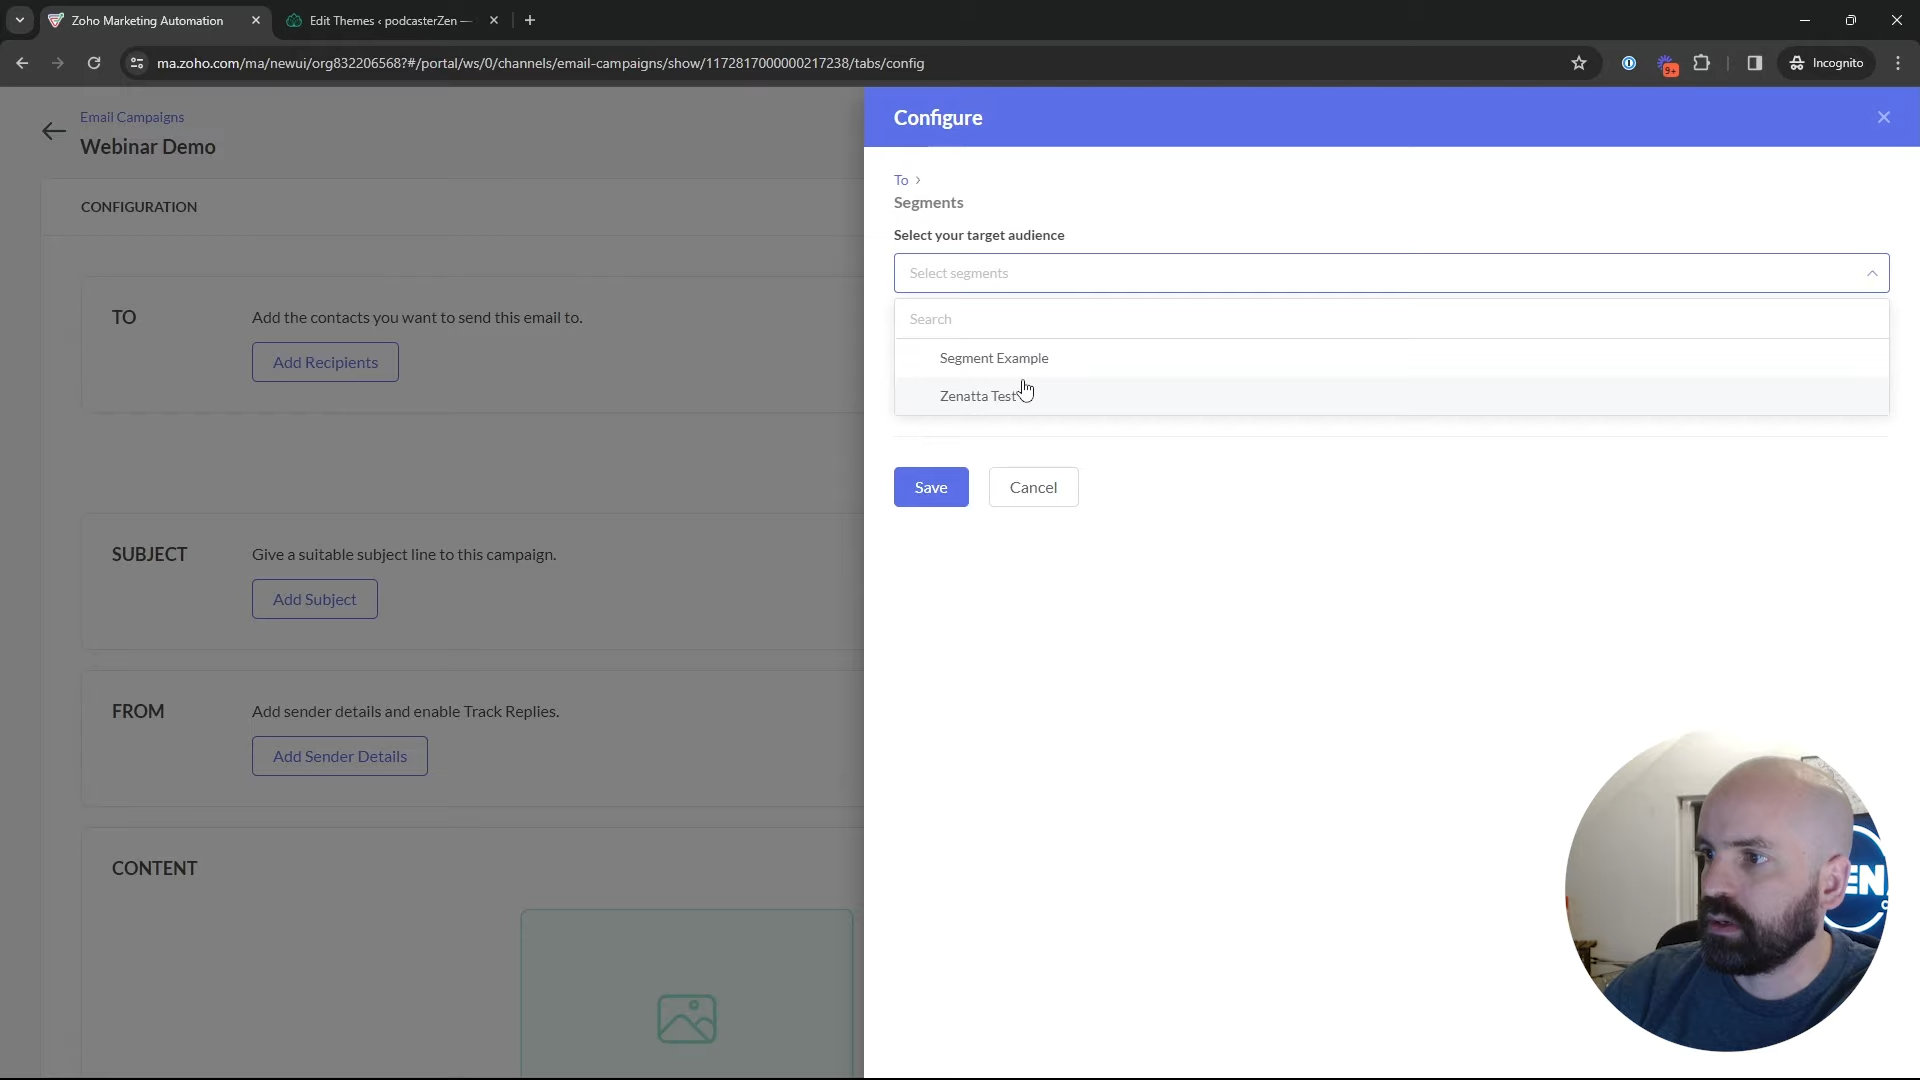 Zoho Marketing Automation
Edit Themes ‹ podcasterZen —
ma.zoho.com/ma/newui/org832206568?#/portal/ws/0/channels/email-campaigns/show/1172817000000217238/tabs/config
9+
Incognito
Email Campaigns
Webinar Demo
CONFIGURATION
TO
Add the contacts you want to send this email to.
Add Recipients
SUBJECT
Give a suitable subject line to this campaign.
Add Subject
FROM
Add sender details and enable Track Replies.
Add Sender Details
CONTENT
Configure
To ›
Segments
Select your target audience
Select segments
Search
Segment Example
Zenatta Test
Save
Cancel
EN